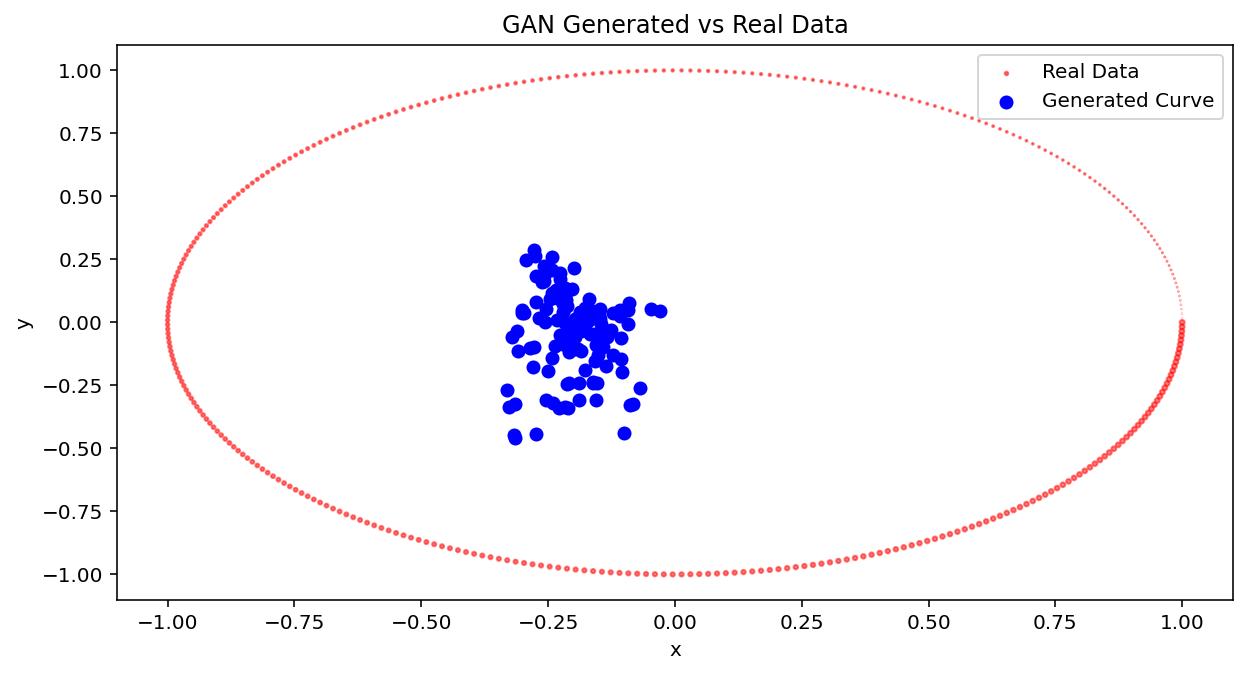 GAN Generated vs Real Data
Real Data
Generated Curve
1.00
0.75
0.50
0.25
0.00
−0.25
−0.50
−0.75
−1.00
y
−1.00 −0.75 −0.50 −0.25 0.00 0.25 0.50 0.75 1.00
x